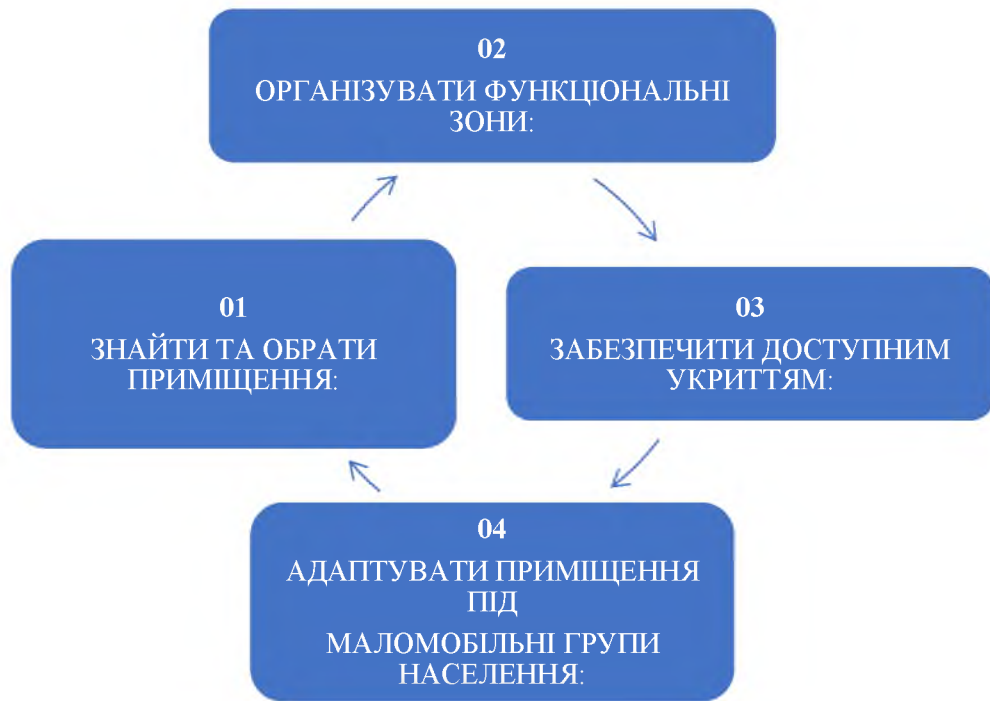 02
ОРГАНІЗУВАТИ ФУНКЦІОНАЛЬНІ
ЗОНИ:
01
ЗНАЙТИ ТА ОБРАТИ
ПРИМІЩЕННЯ:
03
ЗАБЕЗПЕЧИТИ ДОСТУПНИМ
УКРИТТЯМ:
04
АДАПТУВАТИ ПРИМІЩЕННЯ
ПІД
МАЛОМОБІЛЬНІ ГРУПИ
НАСЕЛЕННЯ: